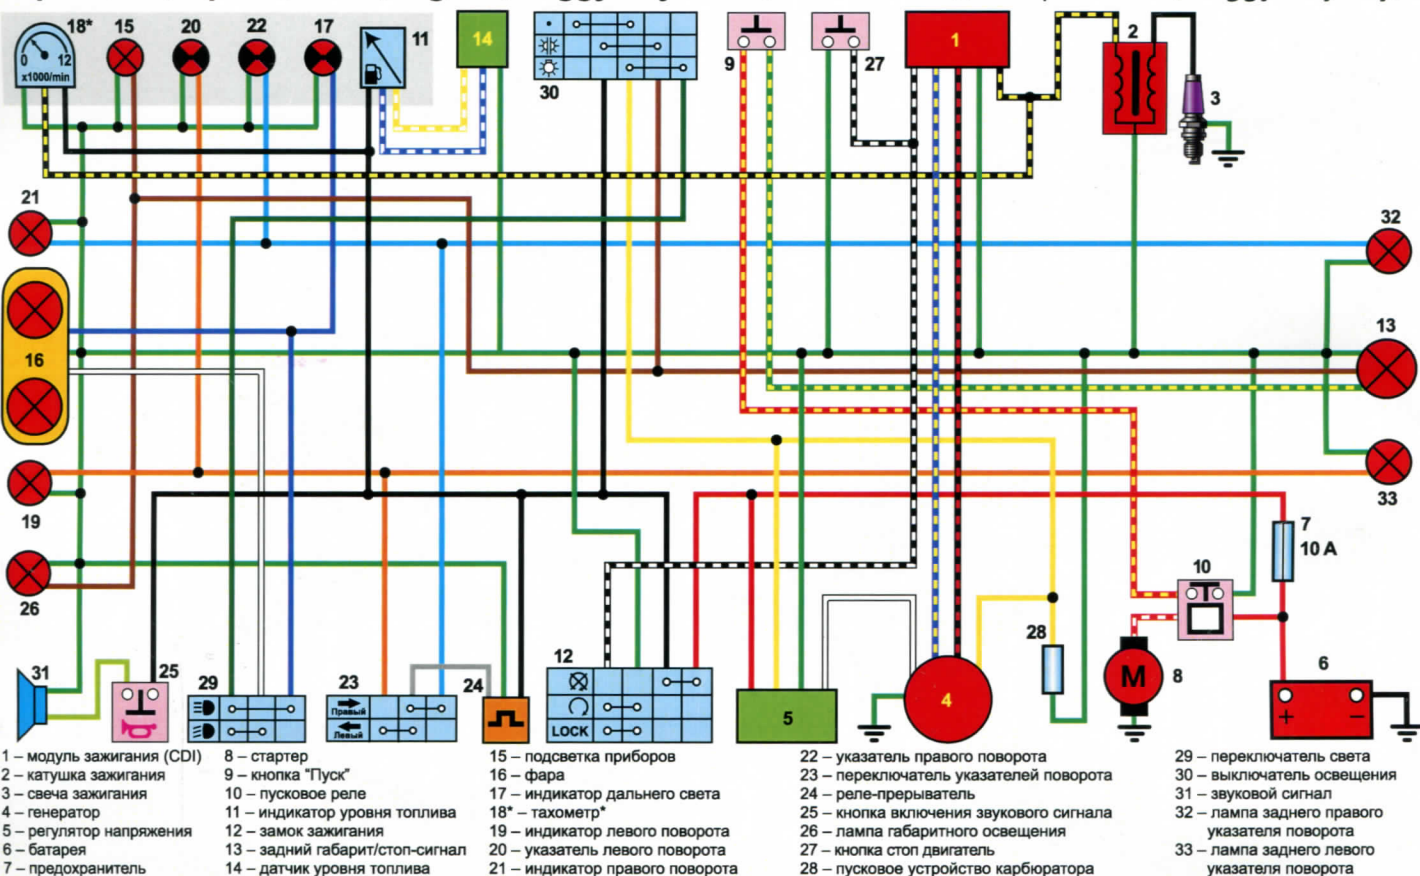 18*
15
20
22
17
11
14
30
9
27
1
2
3
0
12
x1000/min
21
32
13
16
19
33
26
7
10 A
10
31
25
29
23
Правый
Левый
24
12
LOCK
5
4
28
M
8
6
+
−
1 – модуль зажигания (CDI)
2 – катушка зажигания
3 – свеча зажигания
4 – генератор
5 – регулятор напряжения
6 – батарея
7 – предохранитель
8 – стартер
9 – кнопка "Пуск"
10 – пусковое реле
11 – индикатор уровня топлива
12 – замок зажигания
13 – задний габарит/стоп-сигнал
14 – датчик уровня топлива
15 – подсветка приборов
16 – фара
17 – индикатор дальнего света
18* – тахометр*
19 – индикатор левого поворота
20 – указатель левого поворота
21 – индикатор правого поворота
22 – указатель правого поворота
23 – переключатель указателей поворота
24 – реле-прерыватель
25 – кнопка включения звукового сигнала
26 – лампа габаритного освещения
27 – кнопка стоп двигатель
28 – пусковое устройство карбюратора
29 – переключатель света
30 – выключатель освещения
31 – звуковой сигнал
32 – лампа заднего правого
указателя поворота
33 – лампа заднего левого
указателя поворота